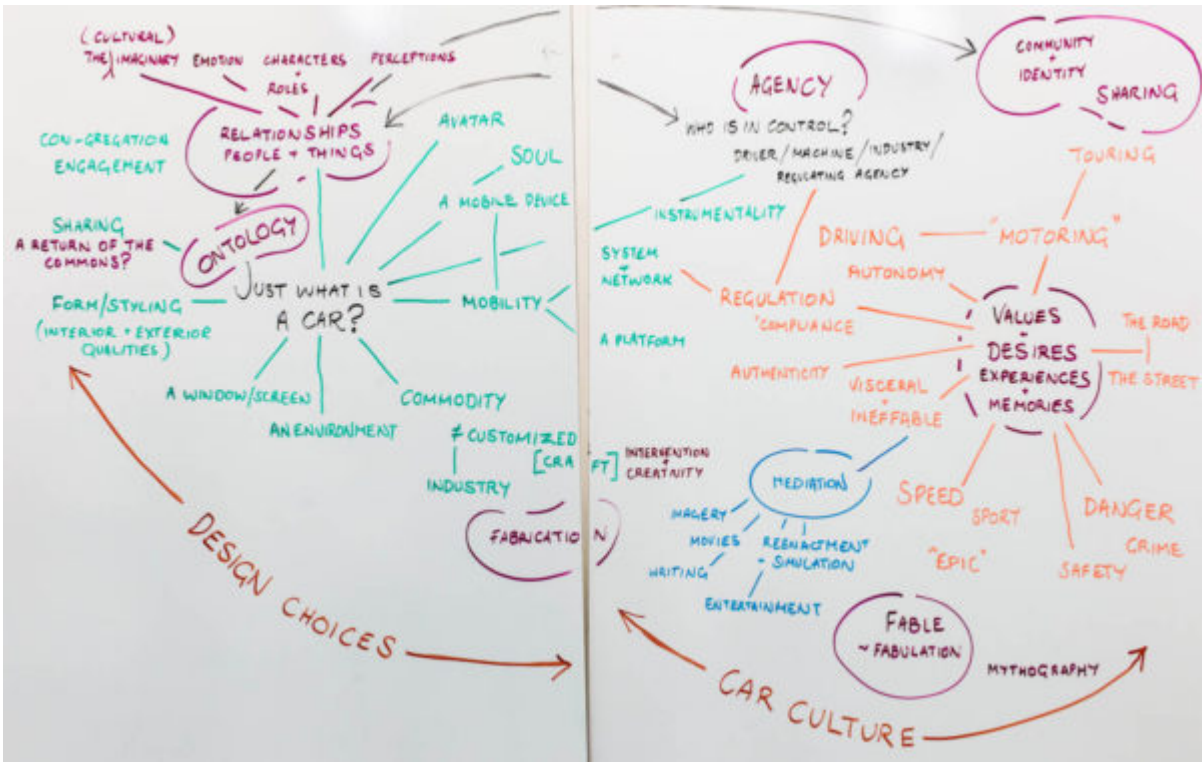 (CULTURAL)
THE IMAGINARY
EMOTION
CHARACTERS
+
ROLES
PERCEPTIONS
RELATIONSHIPS
PEOPLE + THINGS
CON-GREGATION
ENGAGEMENT
AVATAR
SOUL
A MOBILE DEVICE
SHARING
A RETURN OF THE
COMMONS?
ONTOLOGY
JUST WHAT IS
A CAR?
MOBILITY
FORM/STYLING
(INTERIOR + EXTERIOR
QUALITIES)
A WINDOW/SCREEN
AN ENVIRONMENT
COMMODITY
≠ CUSTOMIZED
[CRAFT]
INTERVENTION
+
CREATIVITY
INDUSTRY
FABRICATION
DESIGN CHOICES
AGENCY
WHO IS IN CONTROL?
DRIVER/MACHINE/INDUSTRY/
REGULATING AGENCY
COMMUNITY
+
IDENTITY
SHARING
INSTRUMENTALITY
SYSTEM
+
NETWORK
A PLATFORM
TOURING
DRIVING
"MOTORING"
AUTONOMY
REGULATION
"COMPLIANCE
AUTHENTICITY
VISCERAL
+
INEFFABLE
VALUES
+
DESIRES
EXPERIENCES
+
MEMORIES
THE ROAD
THE STREET
MEDIATION
IMAGERY
MOVIES
WRITING
REENACTMENT
- SIMULATION
ENTERTAINMENT
SPEED
SPORT
"EPIC"
DANGER
CRIME
SAFETY
FABLE
~ FABULATION
MYTHOGRAPHY
CAR CULTURE